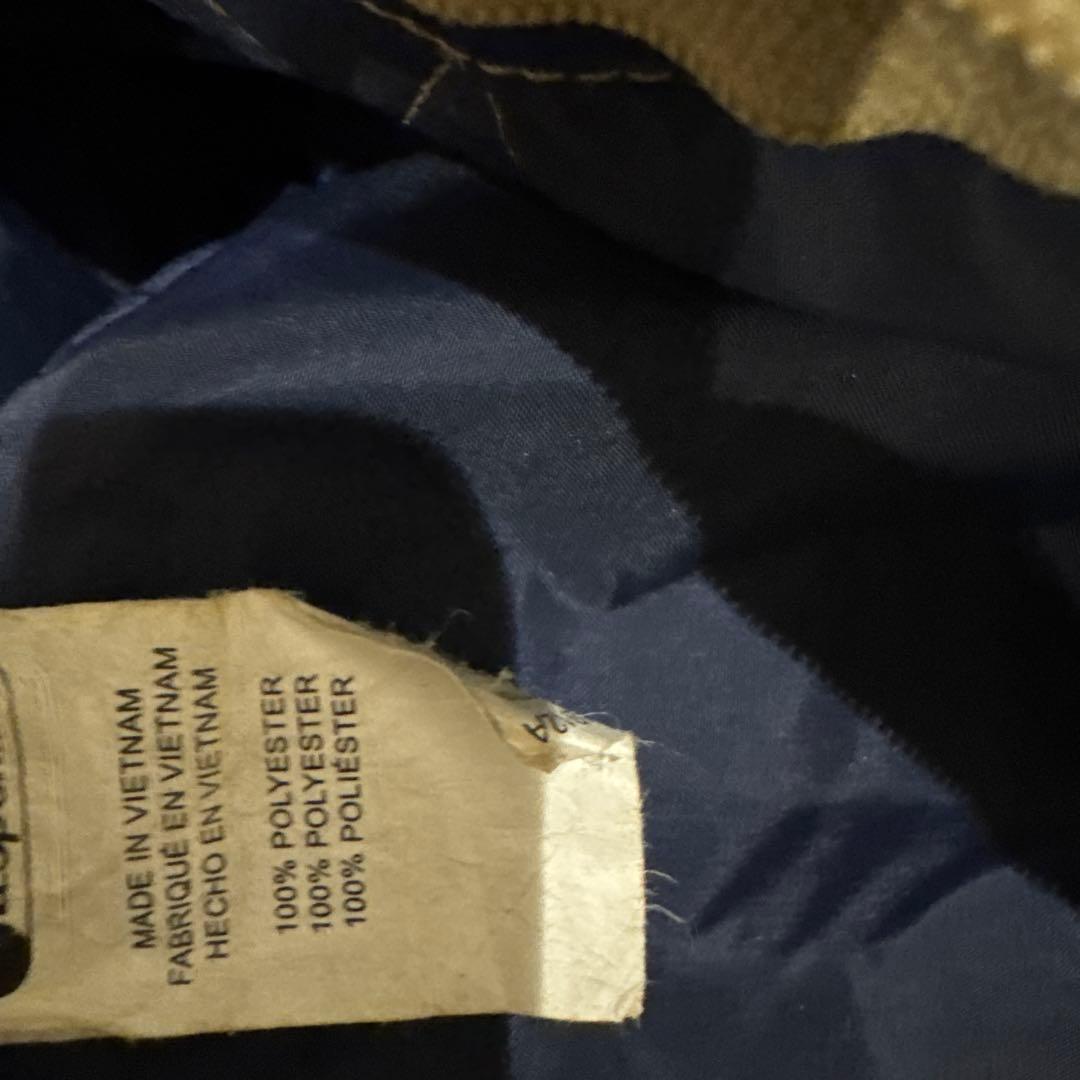 MADE IN VIETNAM
FABRIQUÉ EN VIETNAM
HECHO EN VIETNAM
100% POLYESTER
100% POLYESTER
100% POLIÉSTER